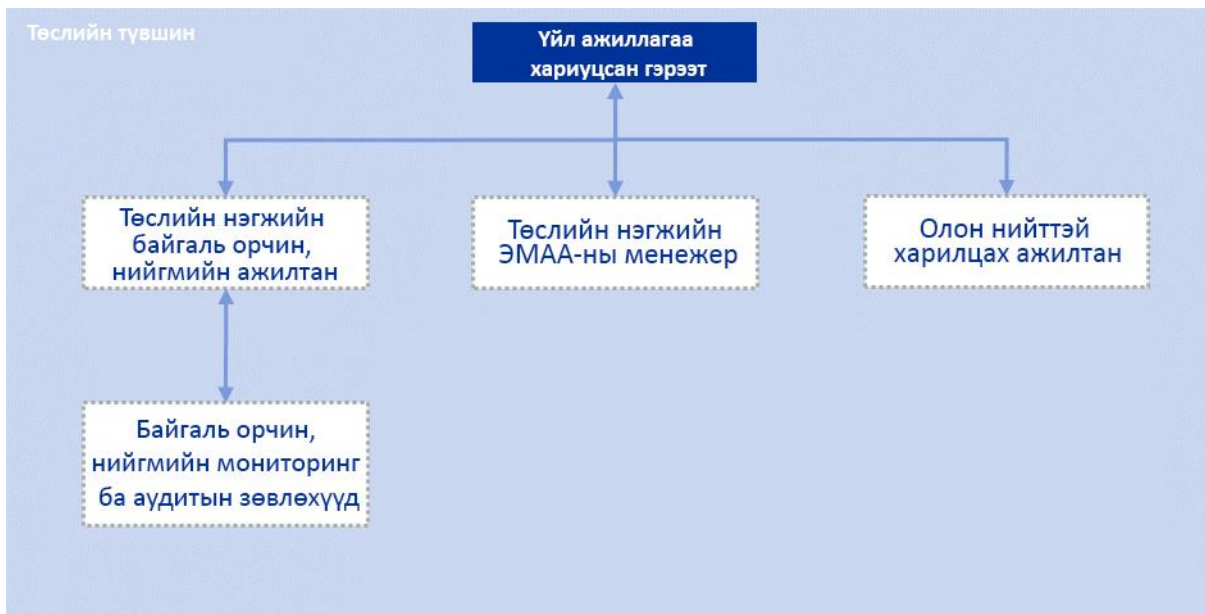 Төслийн түвшин
Үйл ажиллагаа
хариуцсан гэрээт
Төслийн нэгжийн
байгаль орчин,
нийгмийн ажилтан
Төслийн нэгжийн
ЭМАА-ны менежер
Олон нийттэй
харилцах ажилтан
Байгаль орчин,
нийгмийн мониторинг
ба аудитын зөвлөхүүд